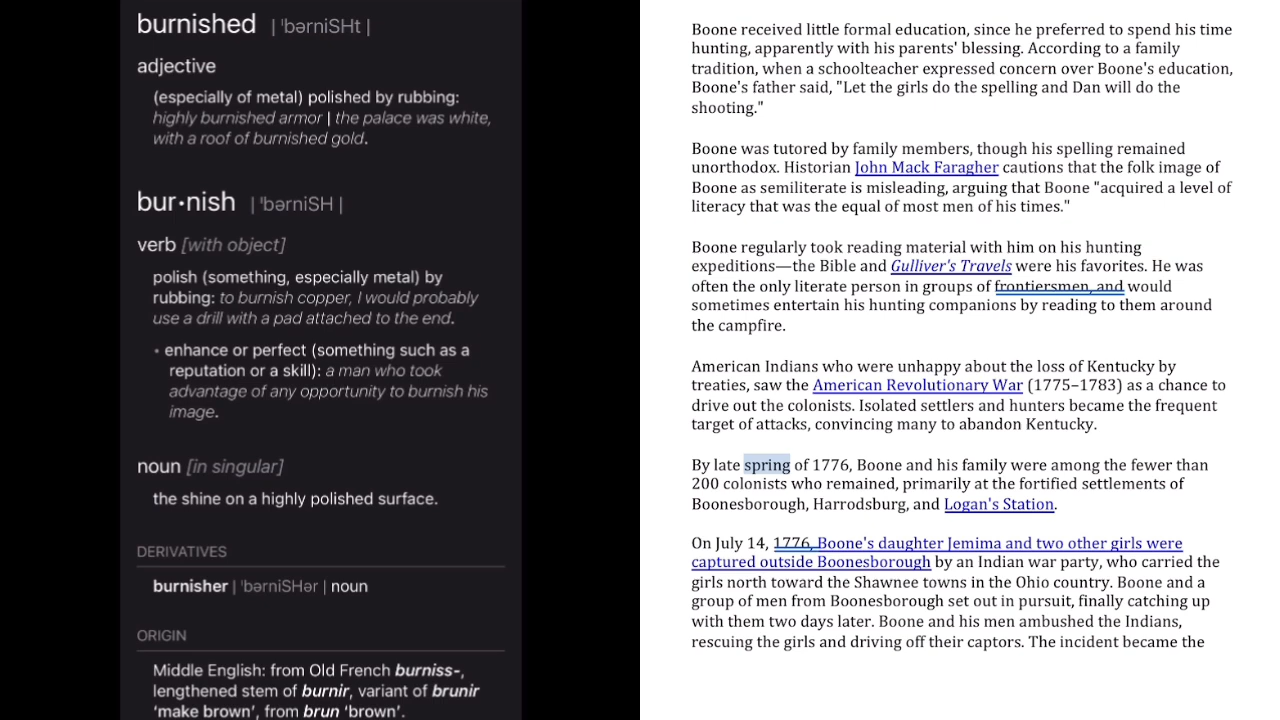 burnished | ˈbərniSHt |
adjective
(especially of metal) polished by rubbing:
highly burnished armor | the palace was white,
with a roof of burnished gold.
bur•nish | ˈbərniSH |
verb [with object]
polish (something, especially metal) by
rubbing: to burnish copper, I would probably
use a drill with a pad attached to the end.
• enhance or perfect (something such as a
reputation or a skill): a man who took
advantage of any opportunity to burnish his
image.
noun [in singular]
the shine on a highly polished surface.
DERIVATIVES
burnisher | ˈbərniSHər | noun
ORIGIN
Middle English: from Old French burniss-,
lengthened stem of burnir, variant of brunir
‘make brown’, from brun ‘brown’.
Boone received little formal education, since he preferred to spend his time
hunting, apparently with his parents' blessing. According to a family
tradition, when a schoolteacher expressed concern over Boone's education,
Boone's father said, "Let the girls do the spelling and Dan will do the
shooting."
Boone was tutored by family members, though his spelling remained
unorthodox. Historian John Mack Faragher cautions that the folk image of
Boone as semiliterate is misleading, arguing that Boone "acquired a level of
literacy that was the equal of most men of his times."
Boone regularly took reading material with him on his hunting
expeditions—the Bible and Gulliver's Travels were his favorites. He was
often the only literate person in groups of frontiersmen, and would
sometimes entertain his hunting companions by reading to them around
the campfire.
American Indians who were unhappy about the loss of Kentucky by
treaties, saw the American Revolutionary War (1775–1783) as a chance to
drive out the colonists. Isolated settlers and hunters became the frequent
target of attacks, convincing many to abandon Kentucky.
By late spring of 1776, Boone and his family were among the fewer than
200 colonists who remained, primarily at the fortified settlements of
Boonesborough, Harrodsburg, and Logan's Station.
On July 14, 1776, Boone's daughter Jemima and two other girls were
captured outside Boonesborough by an Indian war party, who carried the
girls north toward the Shawnee towns in the Ohio country. Boone and a
group of men from Boonesborough set out in pursuit, finally catching up
with them two days later. Boone and his men ambushed the Indians,
rescuing the girls and driving off their captors. The incident became the